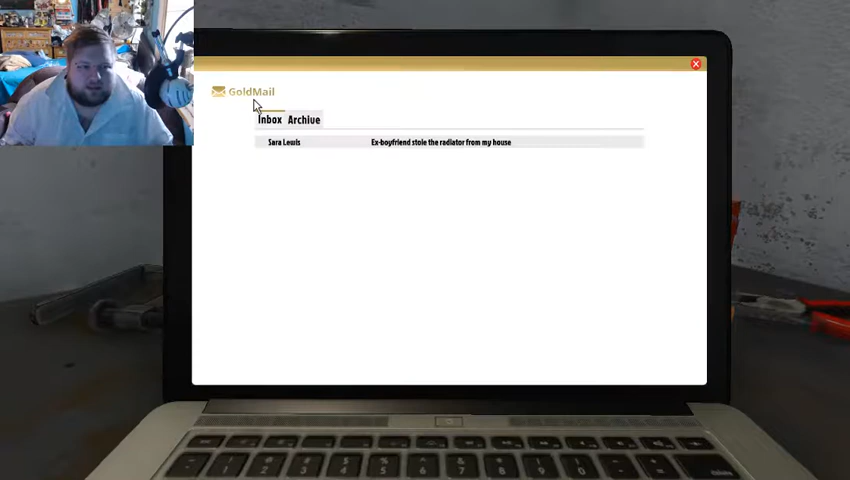 GoldMail
Inbox Archive
Sara Lewis Ex-boyfriend stole the radiator from my house